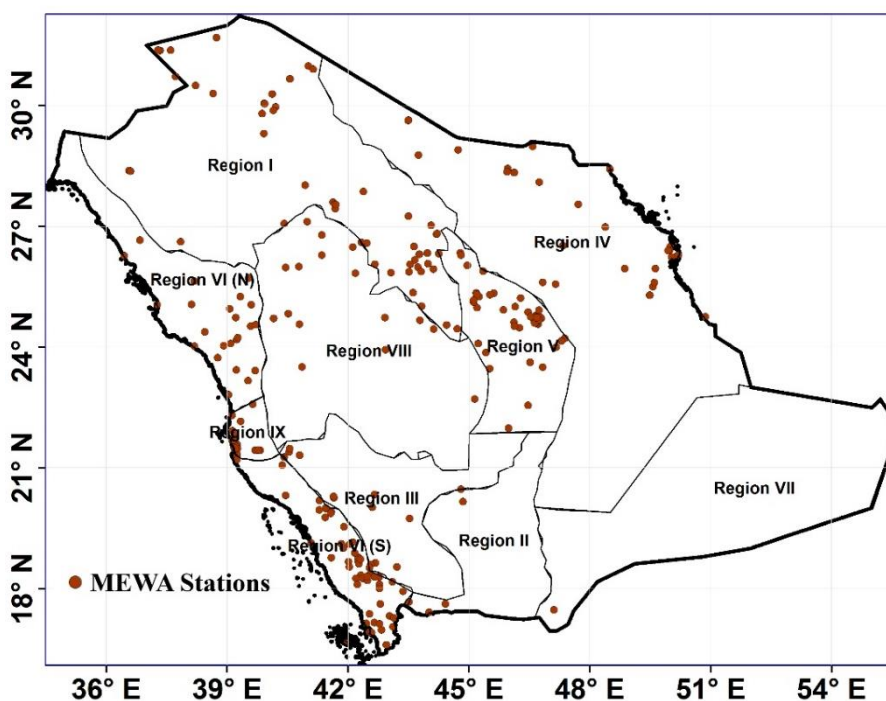 30° N
27° N
24° N
21° N
18° N
Region I
Region IV
Region VI (N)
Region VIII
Region V
Region IX
Region III
Region VII
Region II
Region VI (S)
MEWA Stations
36° E 39° E 42° E 45° E 48° E 51° E 54° E